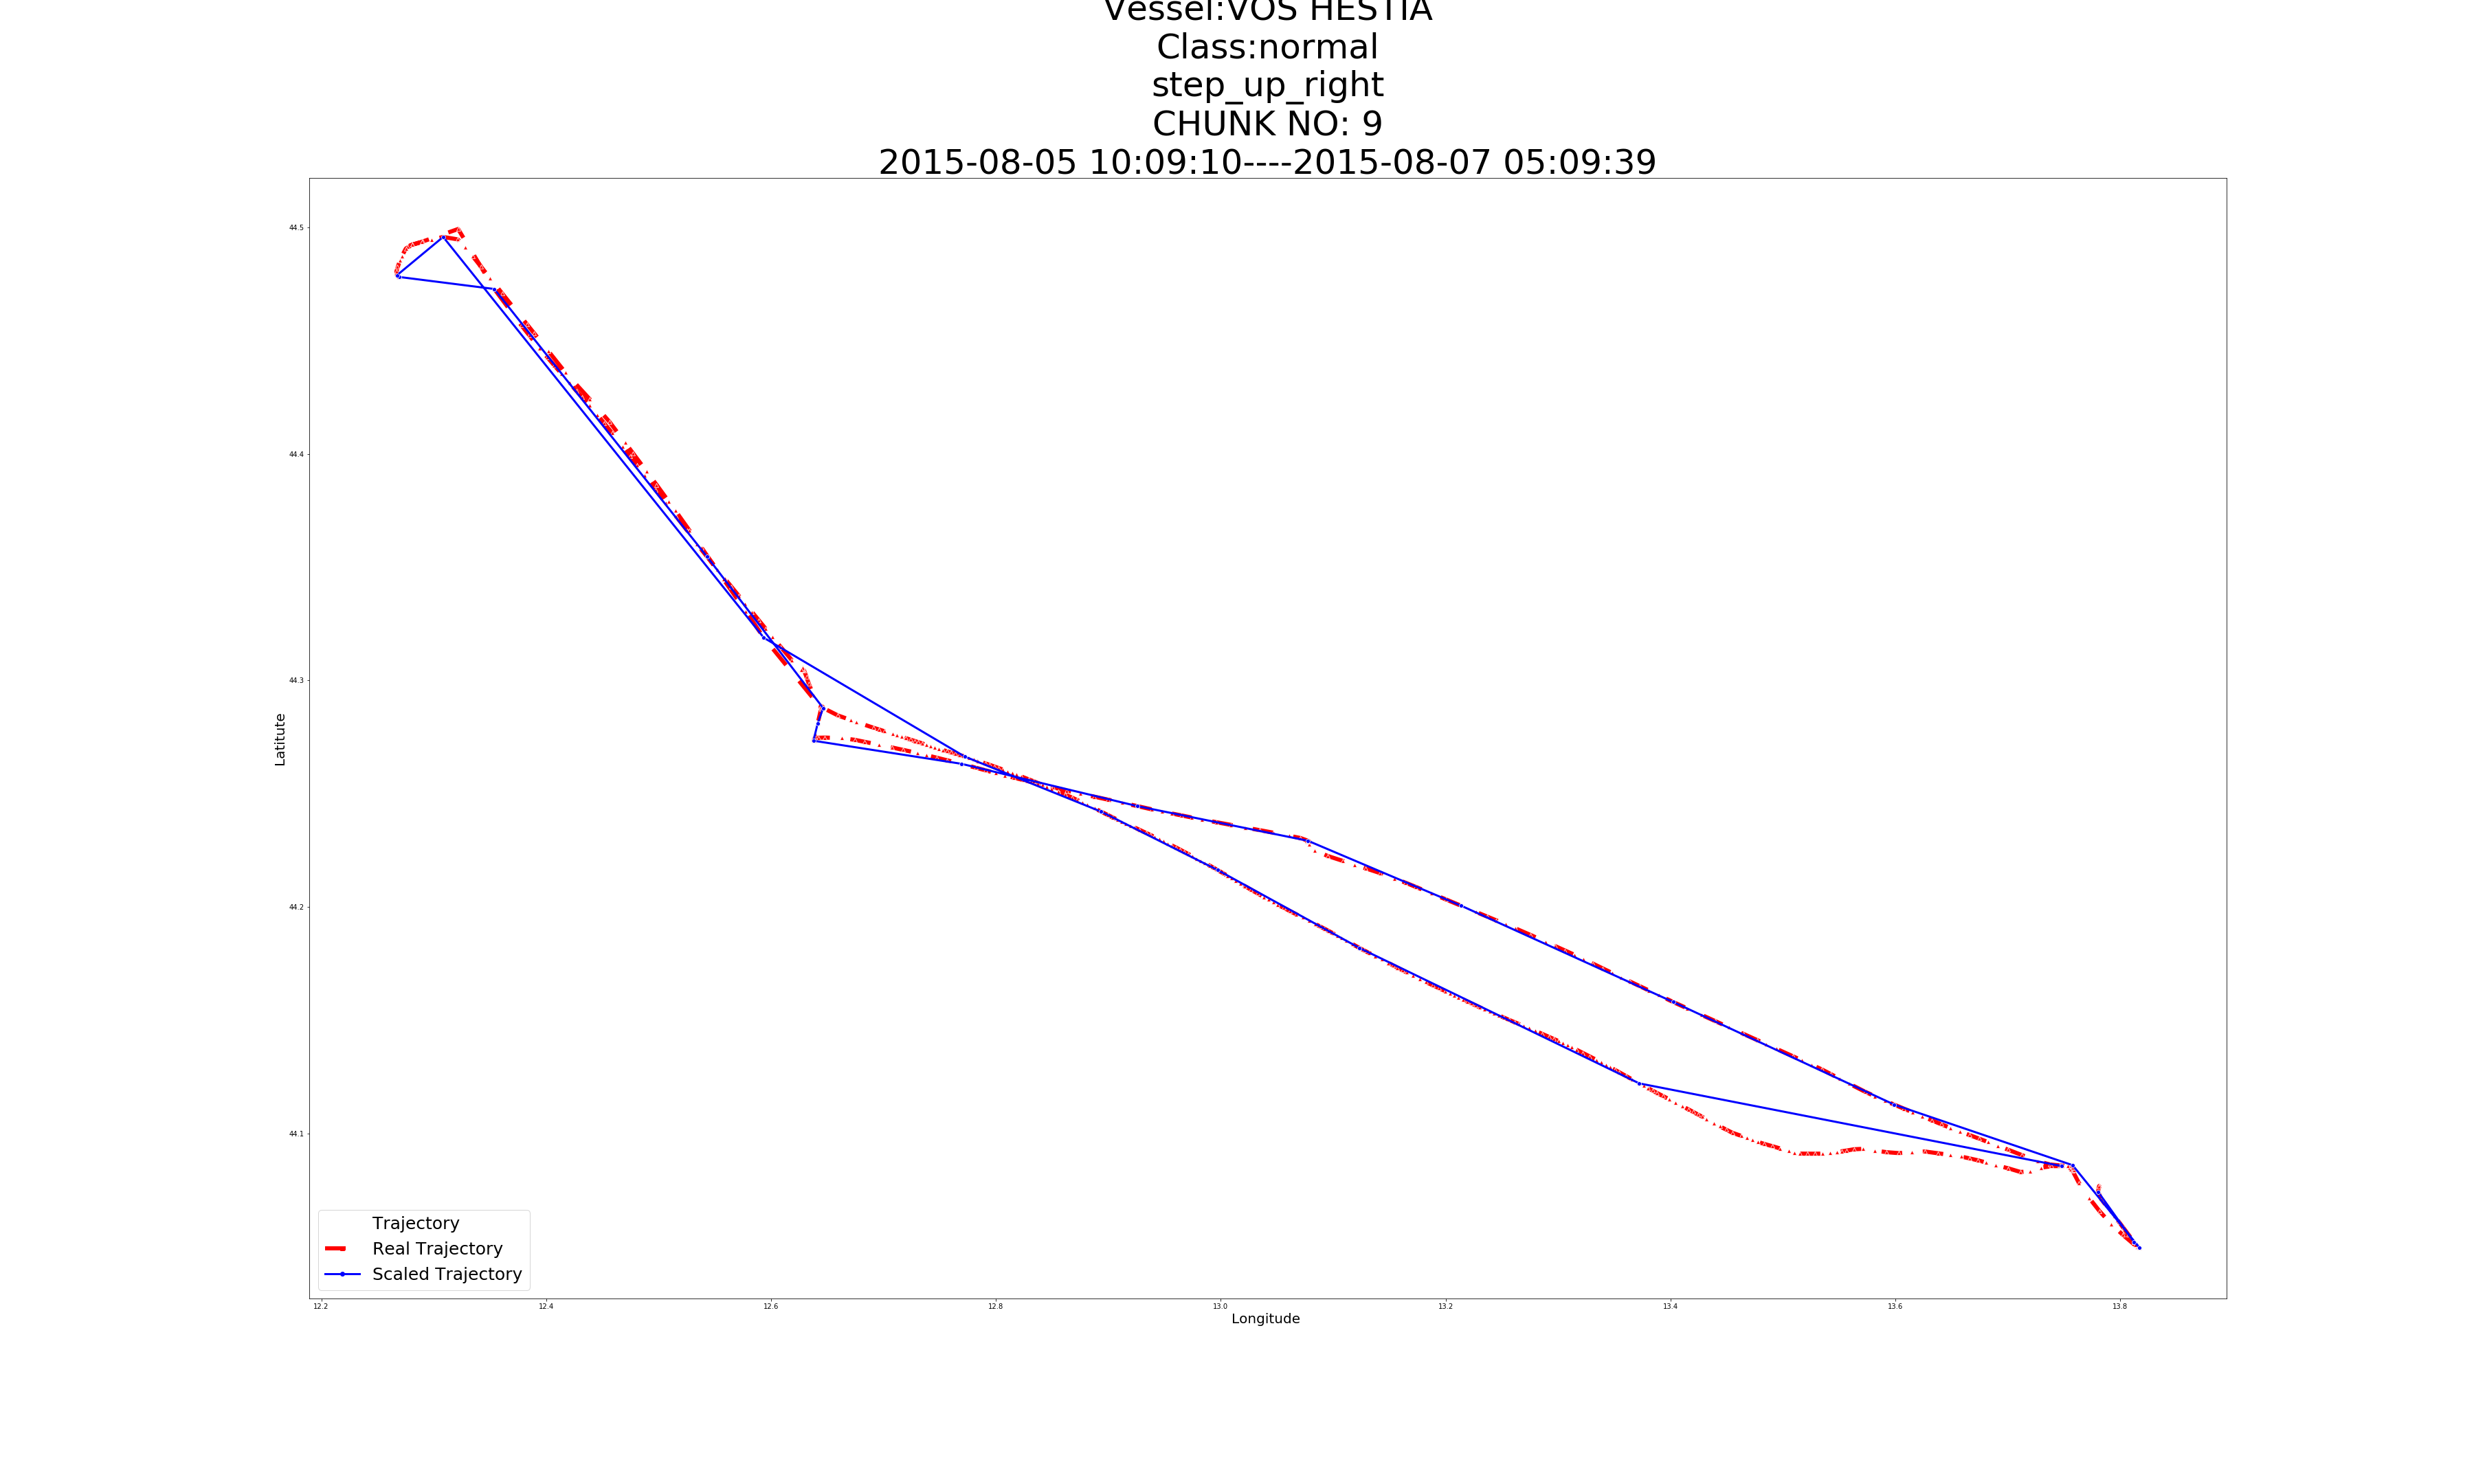 Vessel:VOS HESTIA
Class:normal
step_up_right
CHUNK NO: 9
2015-08-05 10:09:10----2015-08-07 05:09:39
44.5
44.4
44.3
44.2
44.1
Latitute
Trajectory
Real Trajectory
Scaled Trajectory
12.2
12.4
12.6
12.8
13.0
13.2
13.4
13.6
13.8
Longitude